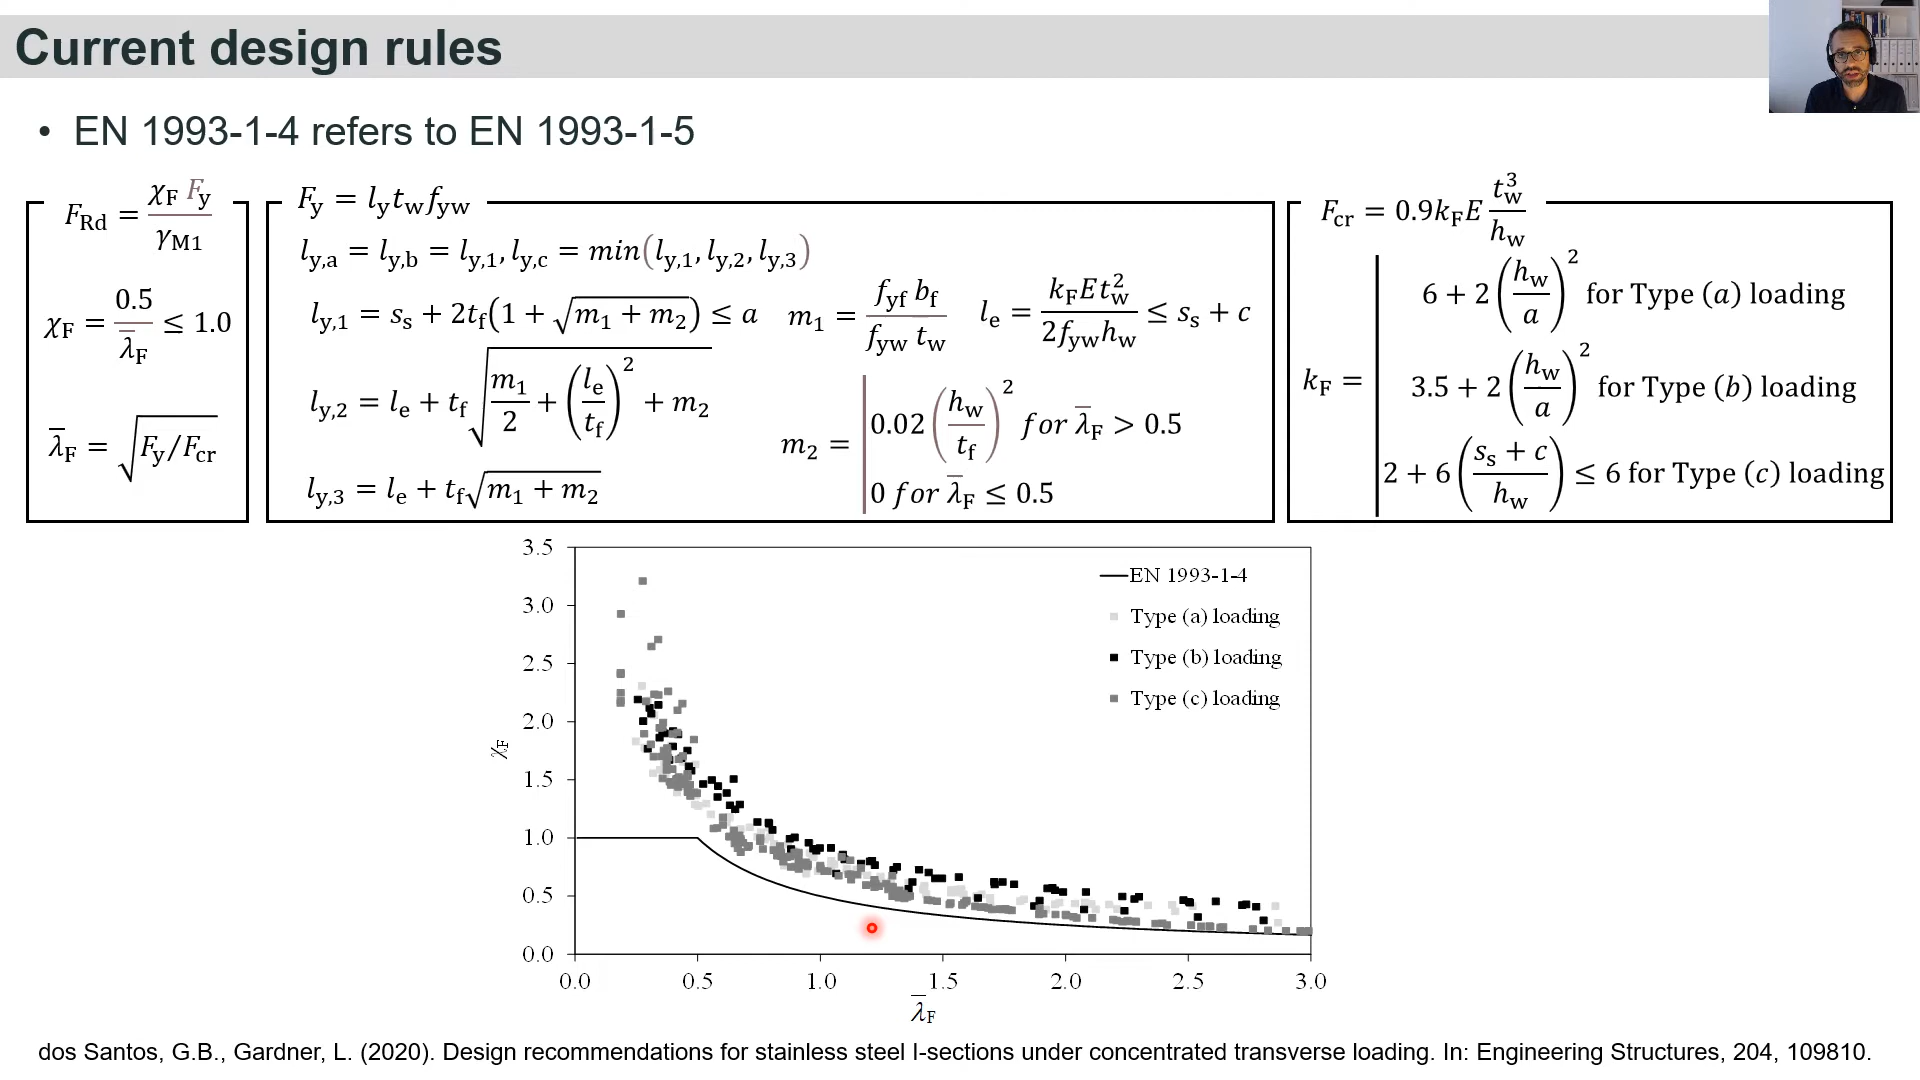 Current design rules
• EN 1993-1-4 refers to EN 1993-1-5
F_Rd = χ_F F_y / γ_M1
χ_F = 0.5 / λ̅_F ≤ 1.0
λ̅_F = √(F_y/F_cr)
F_y = l_y t_w f_yw
l_y,a = l_y,b = l_y,1, l_y,c = min(l_y,1, l_y,2, l_y,3)
l_y,1 = s_s + 2t_f(1 + √(m_1 + m_2)) ≤ a
m_1 = f_yf b_f / f_yw t_w
l_e = k_F E t_w^2 / 2f_yw h_w ≤ s_s + c
l_y,2 = l_e + t_f √(m_1/2 + (l_e/t_f)^2 + m_2)
l_y,3 = l_e + t_f √(m_1 + m_2)
m_2 =
0.02 (h_w/t_f)^2 for λ̅_F > 0.5
0 for λ̅_F ≤ 0.5
F_cr = 0.9k_F E t_w^3 / h_w
k_F =
6 + 2 (h_w/a)^2 for Type (a) loading
3.5 + 2 (h_w/a)^2 for Type (b) loading
2 + 6 ((s_s + c)/h_w) ≤ 6 for Type (c) loading
3.5
3.0
2.5
2.0
1.5
1.0
0.5
0.0
χ_F
EN 1993-1-4
Type (a) loading
Type (b) loading
Type (c) loading
0.0 0.5 1.0 1.5 2.0 2.5 3.0
λ̅_F
dos Santos, G.B., Gardner, L. (2020). Design recommendations for stainless steel I-sections under concentrated transverse loading. In: Engineering Structures, 204, 109810.